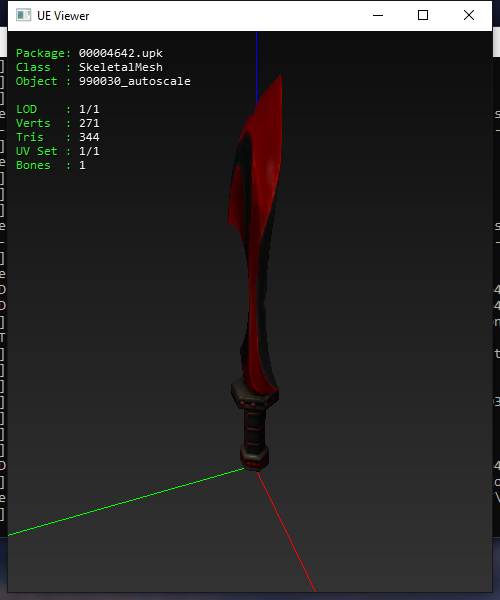 UE Viewer
Package: 00004642.upk
Class  : SkeletalMesh
Object : 990030_autoscale
LOD    : 1/1
Verts  : 271
Tris   : 344
UV Set : 1/1
Bones  : 1